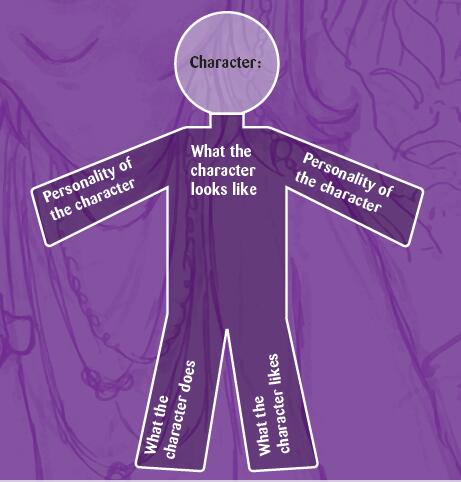 Character:
What the
character
looks like
Personality of
the character
Personality of
the character
What the
character does
What the
character likes